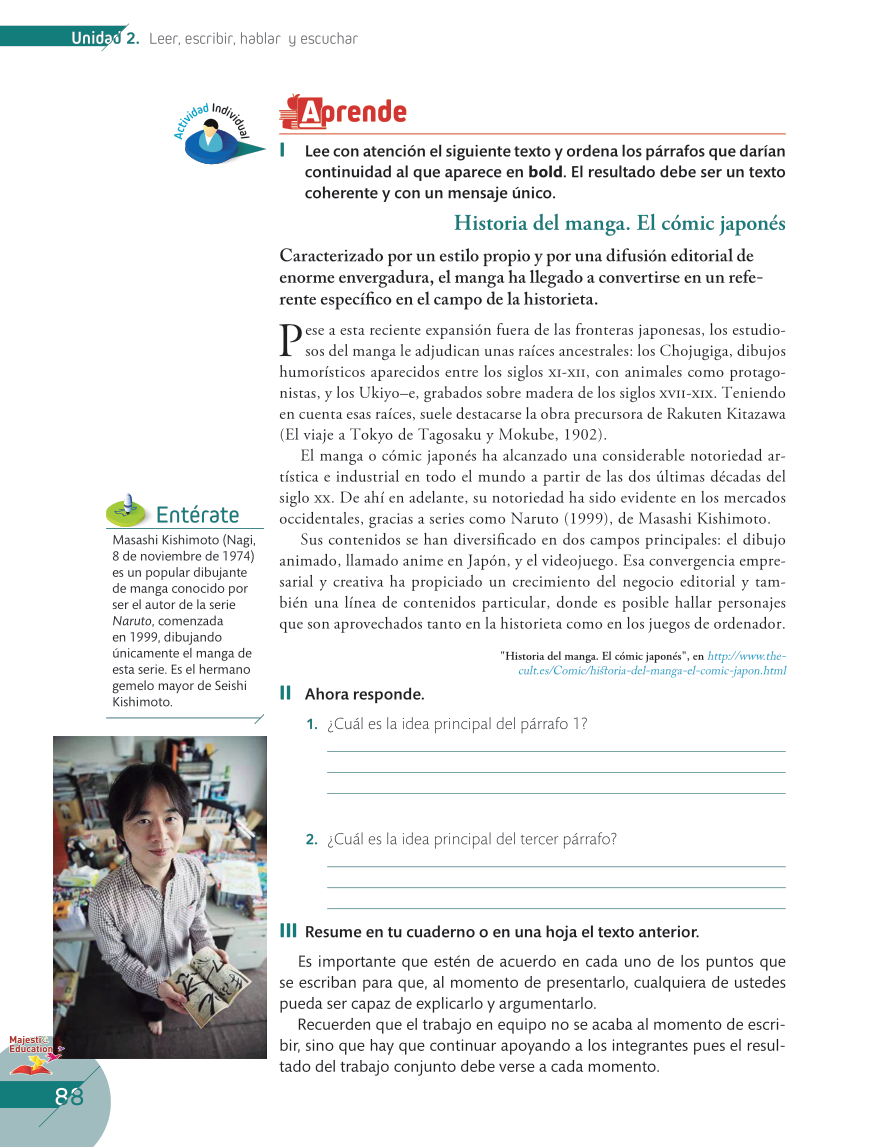 Unidad 2. Leer, escribir, hablar y escuchar
Actividad Individual
Aprende
I Lee con atención el siguiente texto y ordena los párrafos que darían
continuidad al que aparece en bold. El resultado debe ser un texto
coherente y con un mensaje único.
Historia del manga. El cómic japonés
Caracterizado por un estilo propio y por una difusión editorial de
enorme envergadura, el manga ha llegado a convertirse en un refe-
rente específico en el campo de la historieta.
Pese a esta reciente expansión fuera de las fronteras japonesas, los estudio-
sos del manga le adjudican unas raíces ancestrales: los Chojugiga, dibujos
humorísticos aparecidos entre los siglos XI-XII, con animales como protago-
nistas, y los Ukiyo–e, grabados sobre madera de los siglos XVII-XIX. Teniendo
en cuenta esas raíces, suele destacarse la obra precursora de Rakuten Kitazawa
(El viaje a Tokyo de Tagosaku y Mokube, 1902).
El manga o cómic japonés ha alcanzado una considerable notoriedad ar-
tística e industrial en todo el mundo a partir de las dos últimas décadas del
siglo XX. De ahí en adelante, su notoriedad ha sido evidente en los mercados
occidentales, gracias a series como Naruto (1999), de Masashi Kishimoto.
Sus contenidos se han diversificado en dos campos principales: el dibujo
animado, llamado anime en Japón, y el videojuego. Esa convergencia empre-
sarial y creativa ha propiciado un crecimiento del negocio editorial y tam-
bién una línea de contenidos particular, donde es posible hallar personajes
que son aprovechados tanto en la historieta como en los juegos de ordenador.
"Historia del manga. El cómic japonés", en http://www.the-
cult.es/Comic/historia-del-manga-el-comic-japon.html
Entérate
Masashi Kishimoto (Nagi,
8 de noviembre de 1974)
es un popular dibujante
de manga conocido por
ser el autor de la serie
Naruto, comenzada
en 1999, dibujando
únicamente el manga de
esta serie. Es el hermano
gemelo mayor de Seishi
Kishimoto.
II Ahora responde.
1. ¿Cuál es la idea principal del párrafo 1?
2. ¿Cuál es la idea principal del tercer párrafo?
III Resume en tu cuaderno o en una hoja el texto anterior.
Es importante que estén de acuerdo en cada uno de los puntos que
se escriban para que, al momento de presentarlo, cualquiera de ustedes
pueda ser capaz de explicarlo y argumentarlo.
Recuerden que el trabajo en equipo no se acaba al momento de escri-
bir, sino que hay que continuar apoyando a los integrantes pues el resul-
tado del trabajo conjunto debe verse a cada momento.
Majestic
Education
88